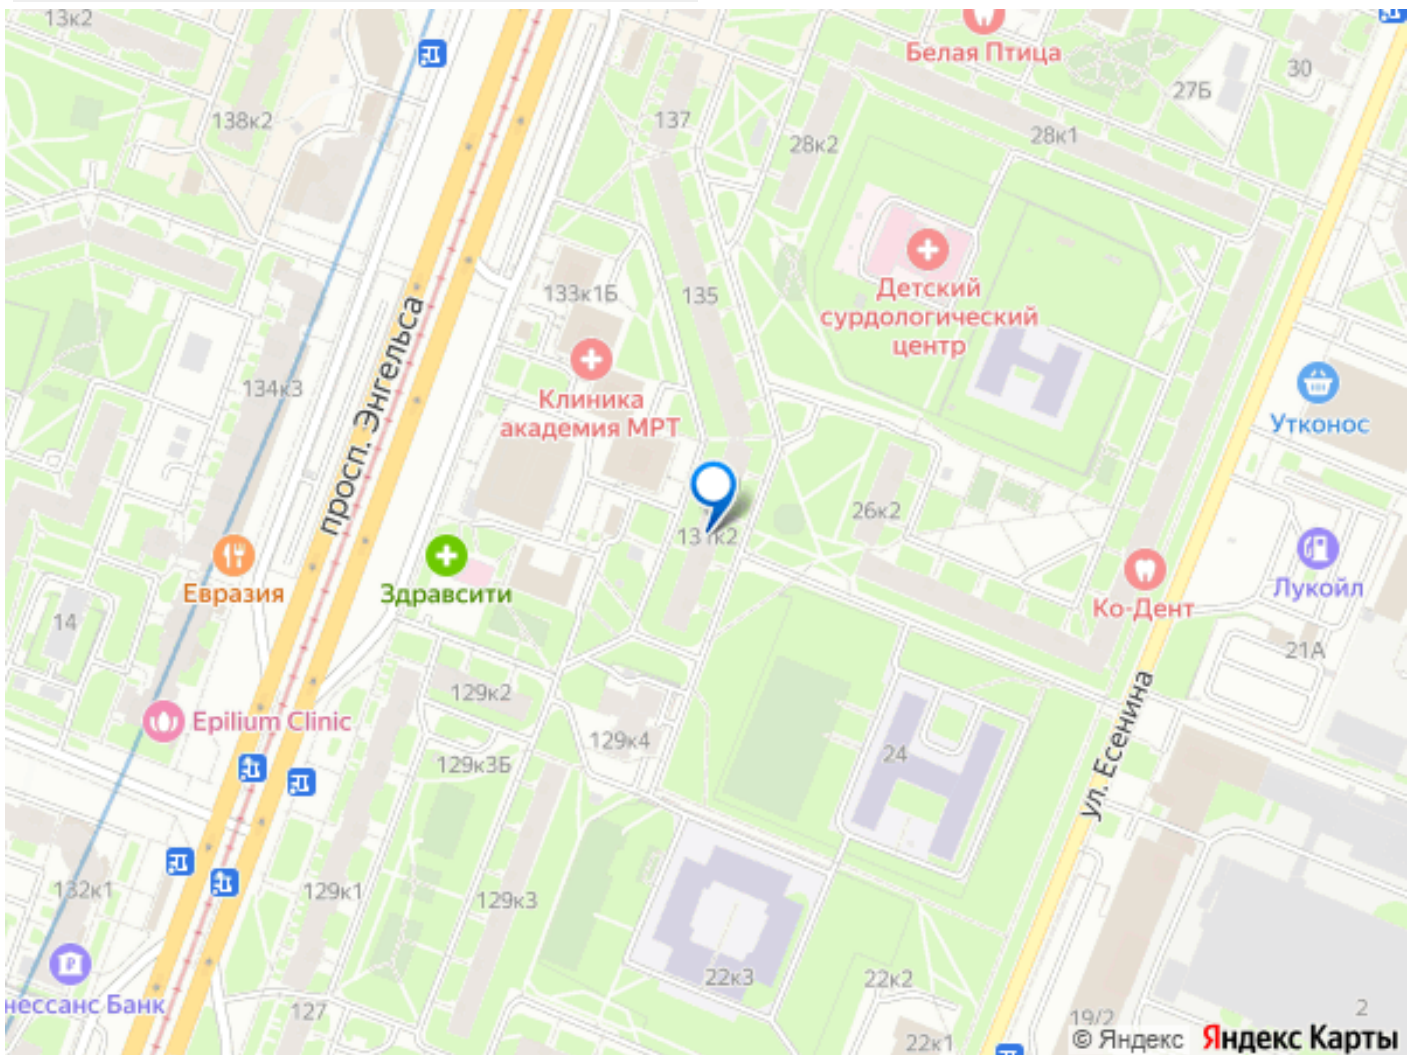 13к2
Белая Птица
30
27Б
138к2
137
28к2
28к1
133к1Б
135
Детский
сурдологический
центр
просп. Энгельса
134к3
Клиника
академия МРТ
Утконос
26к2
131к2
Евразия
Здравсити
Ко-Дент
Лукойл
14
21А
129к2
Epilium Clinic
129к4
129к3Б
24
ул. Есенина
132к1
129к1
129к3
22к3
22к2
нессанс Банк
127
19/2
2
22к1
© Яндекс Яндекс Карты